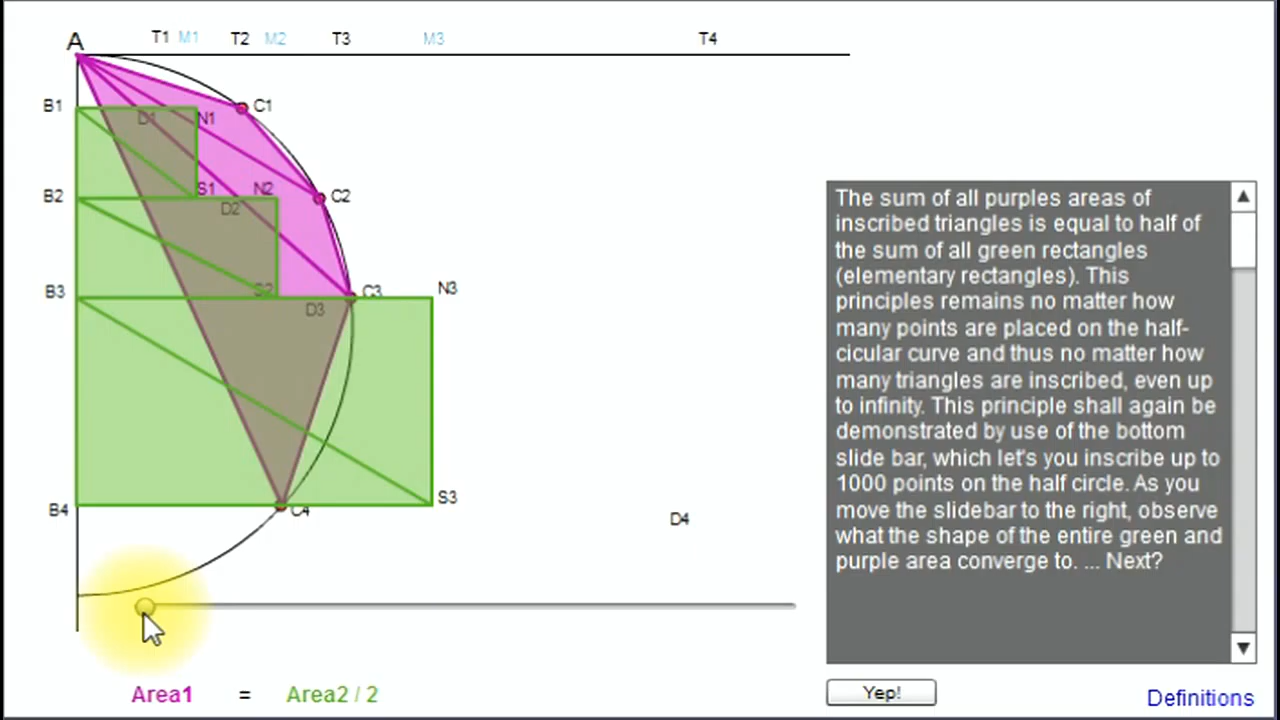 A T1 M1 T2 M2 T3 M3 T4
B1 D1 N1 C1
B2 S1 D2 N2 C2
B3 S2 D3 C3 N3
B4 C4 S3 D4
The sum of all purples areas of
inscribed triangles is equal to half of
the sum of all green rectangles
(elementary rectangles). This
principles remains no matter how
many points are placed on the half-
cicular curve and thus no matter how
many triangles are inscribed, even up
to infinity. This principle shall again be
demonstrated by use of the bottom
slide bar, which let's you inscribe up to
1000 points on the half circle. As you
move the slidebar to the right, observe
what the shape of the entire green and
purple area converge to. ... Next?
Area1 = Area2 / 2
Yep!
Definitions